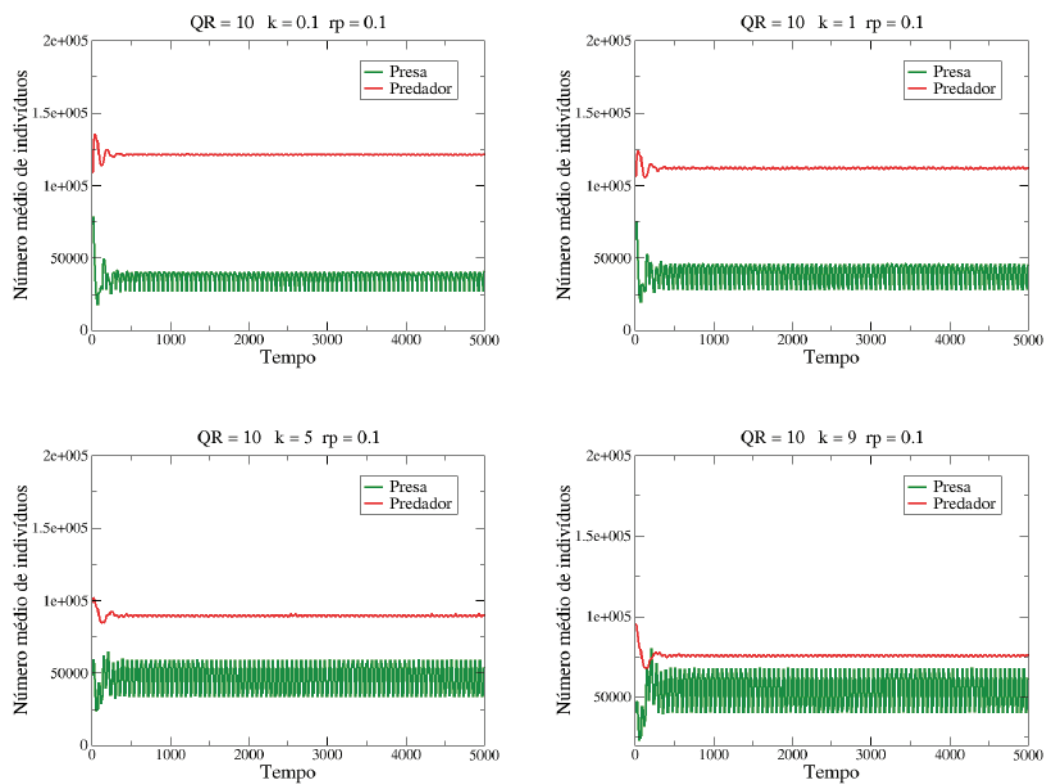 QR = 10 k = 0.1 rp = 0.1
2e+005
1.5e+005
1e+005
50000
0
Número médio de indivíduos
Presa
Predador
0 1000 2000 3000 4000 5000
Tempo
QR = 10 k = 1 rp = 0.1
2e+005
1.5e+005
1e+005
50000
0
Número médio de indivíduos
Presa
Predador
0 1000 2000 3000 4000 5000
Tempo
QR = 10 k = 5 rp = 0.1
2e+005
1.5e+005
1e+005
50000
0
Número médio de indivíduos
Presa
Predador
0 1000 2000 3000 4000 5000
Tempo
QR = 10 k = 9 rp = 0.1
2e+005
1.5e+005
1e+005
50000
Número médio de indivíduos
Presa
Predador
0 1000 2000 3000 4000 5000
Tempo